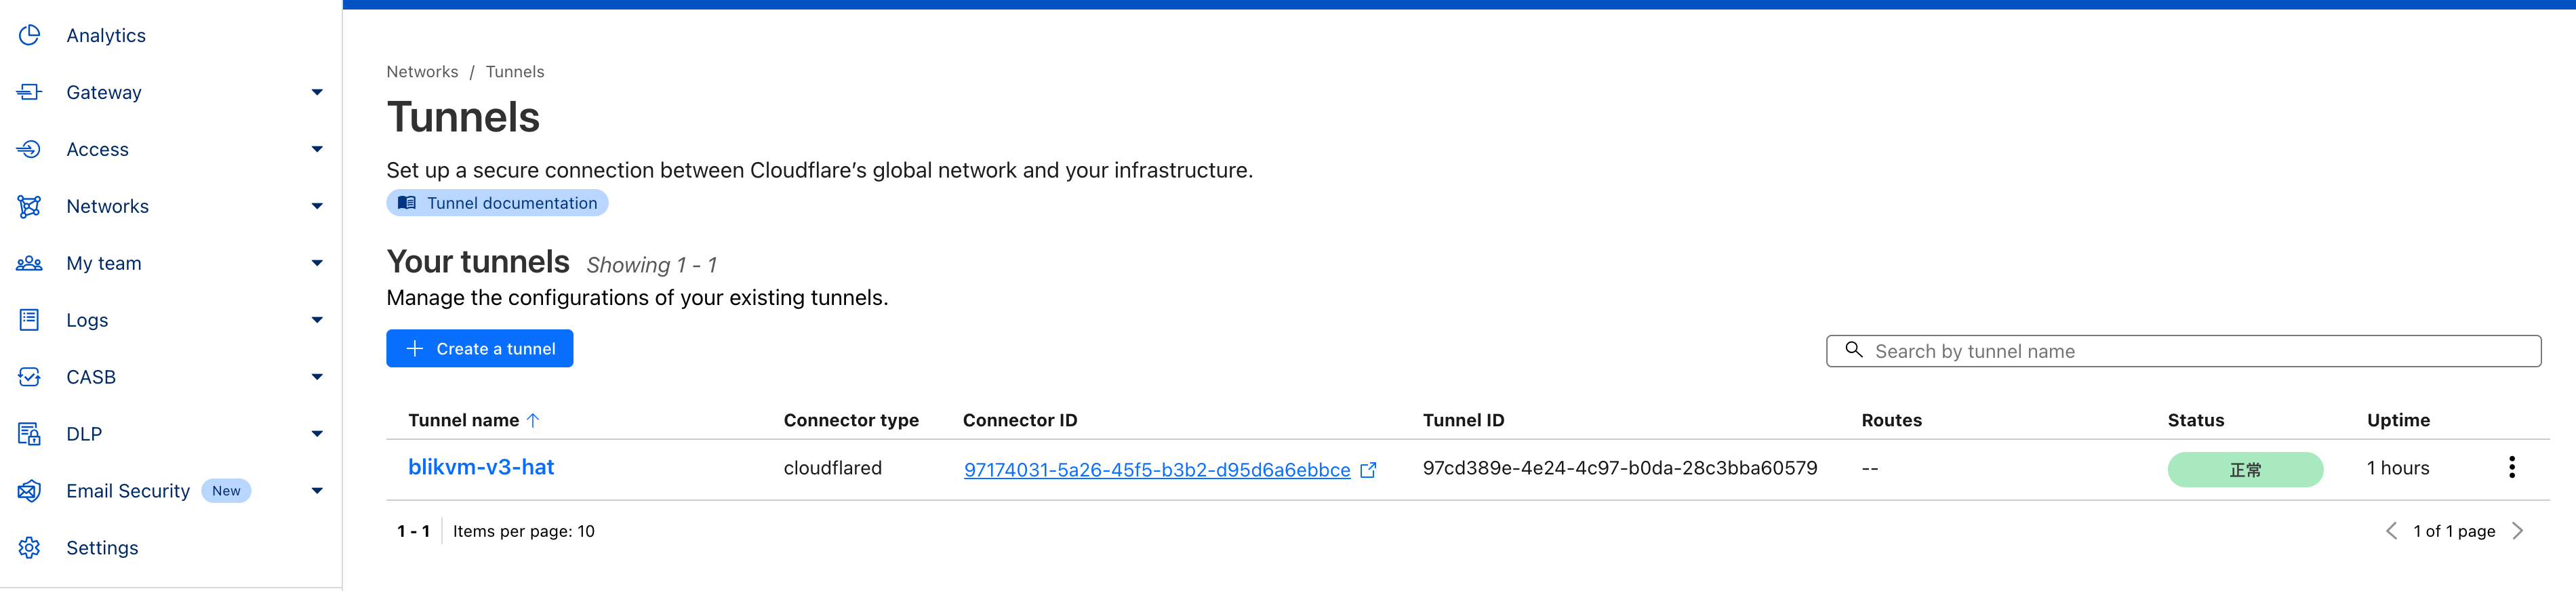 Analytics
Gateway
Access
Networks
My team
Logs
CASB
DLP
Email Security New
Settings
Networks / Tunnels
Tunnels
Set up a secure connection between Cloudflare’s global network and your infrastructure.
Tunnel documentation
Your tunnels Showing 1 - 1
Manage the configurations of your existing tunnels.
Create a tunnel
Search by tunnel name
Tunnel name Connector type Connector ID Tunnel ID Routes Status Uptime
blikvm-v3-hat cloudflared 97174031-5a26-45f5-b3b2-d95d6a6ebbce 97cd389e-4e24-4c97-b0da-28c3bba60579 -- 正常 1 hours
1 - 1 Items per page: 10 1 of 1 page